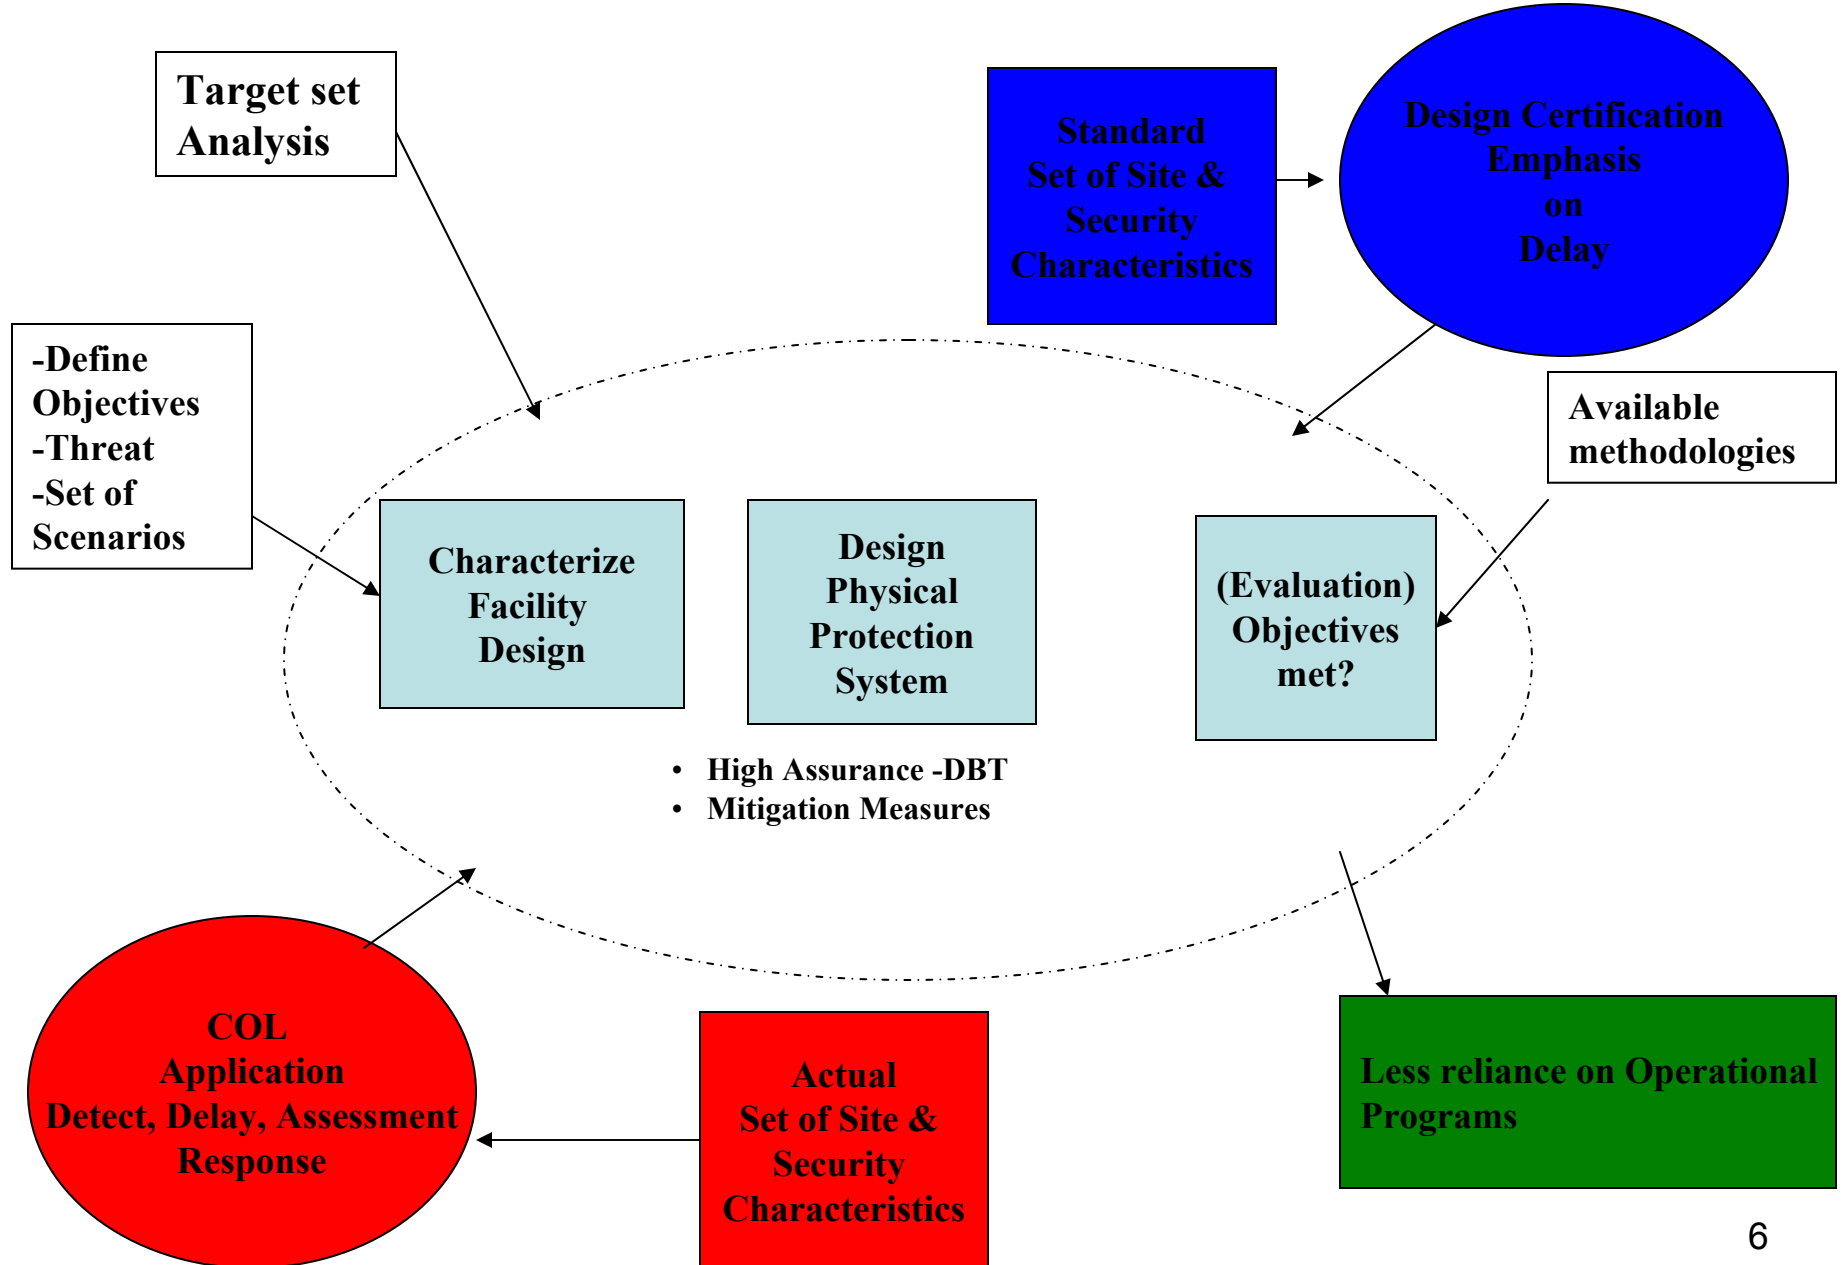 Target set
Analysis
Standard
Set of Site &
Security
Characteristics
Design Certification
Emphasis
on
Delay
-Define
Objectives
-Threat
-Set of
Scenarios
Available
methodologies
Characterize
Facility
Design
Design
Physical
Protection
System
(Evaluation)
Objectives
met?
• High Assurance -DBT
• Mitigation Measures
COL
Application
Detect, Delay, Assessment
Response
Actual
Set of Site &
Security
Characteristics
Less reliance on Operational
Programs
6